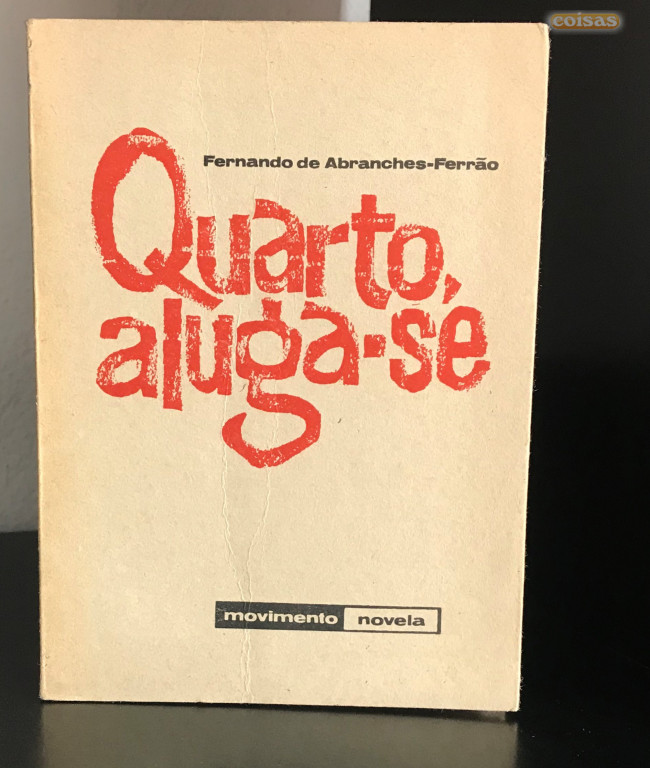 coisas
Fernando de Abranches-Ferrão
Quarto,
aluga-se
movimento novela